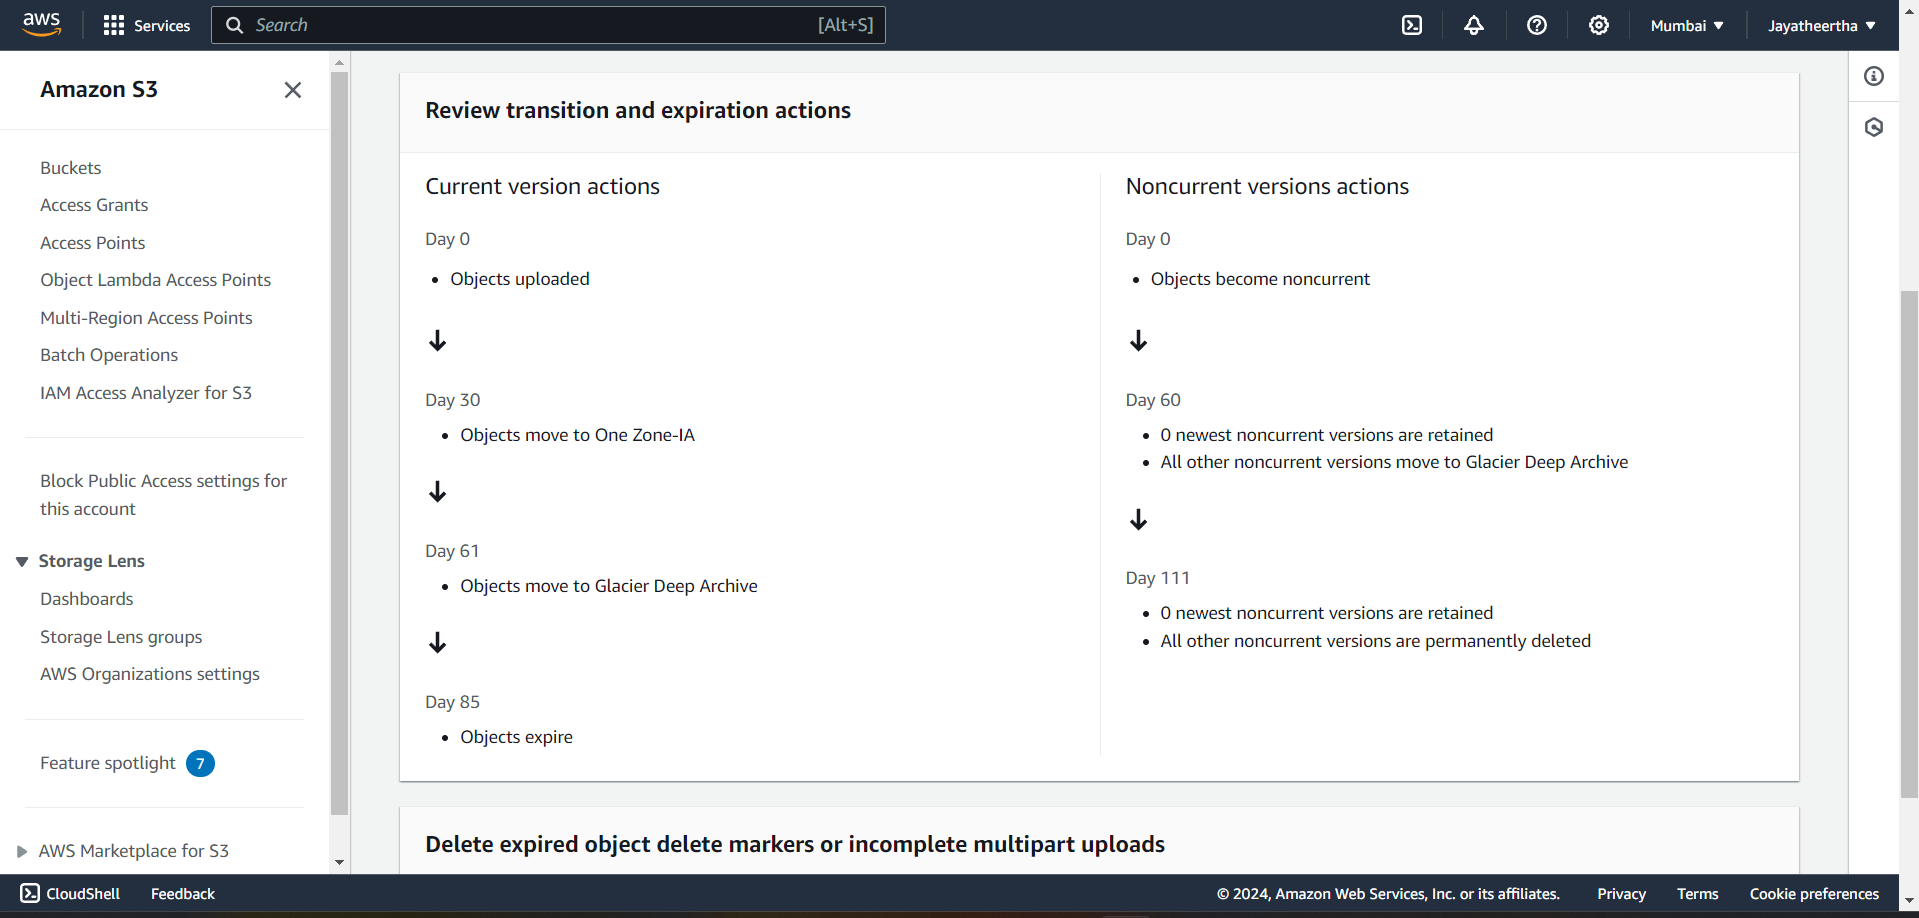 aws
Services
Search
[Alt+S]
Mumbai
Jayatheertha
Amazon S3
Buckets
Access Grants
Access Points
Object Lambda Access Points
Multi-Region Access Points
Batch Operations
IAM Access Analyzer for S3
Block Public Access settings for
this account
Storage Lens
Dashboards
Storage Lens groups
AWS Organizations settings
Feature spotlight 7
AWS Marketplace for S3
Review transition and expiration actions
Current version actions
Day 0
Objects uploaded
Day 30
Objects move to One Zone-IA
Day 61
Objects move to Glacier Deep Archive
Day 85
Objects expire
Noncurrent versions actions
Day 0
Objects become noncurrent
Day 60
0 newest noncurrent versions are retained
All other noncurrent versions move to Glacier Deep Archive
Day 111
0 newest noncurrent versions are retained
All other noncurrent versions are permanently deleted
Delete expired object delete markers or incomplete multipart uploads
CloudShell
Feedback
© 2024, Amazon Web Services, Inc. or its affiliates.
Privacy
Terms
Cookie preferences